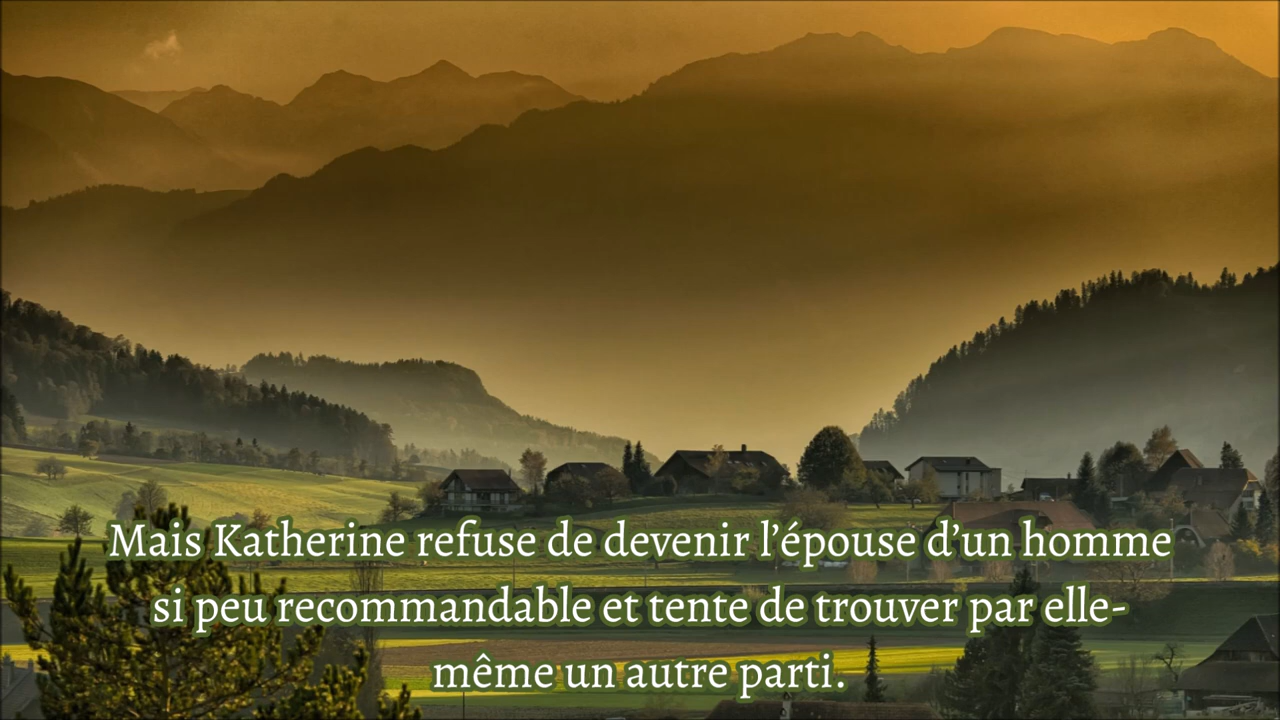 Mais Katherine refuse de devenir l’épouse d’un homme
si peu recommandable et tente de trouver par elle-
même un autre parti.